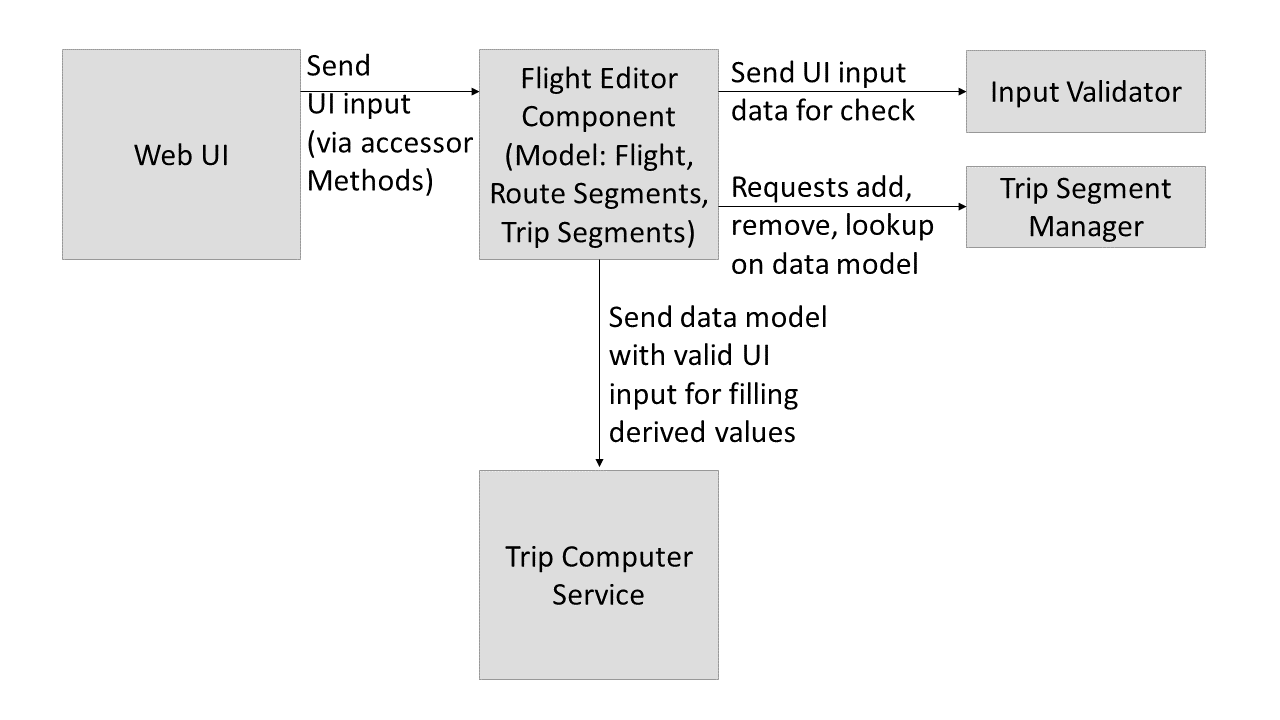 Web UI
Send
UI input
(via accessor
Methods)
Flight Editor
Component
(Model: Flight,
Route Segments,
Trip Segments)
Send UI input
data for check
Input Validator
Requests add,
remove, lookup
on data model
Trip Segment
Manager
Send data model
with valid UI
input for filling
derived values
Trip Computer
Service